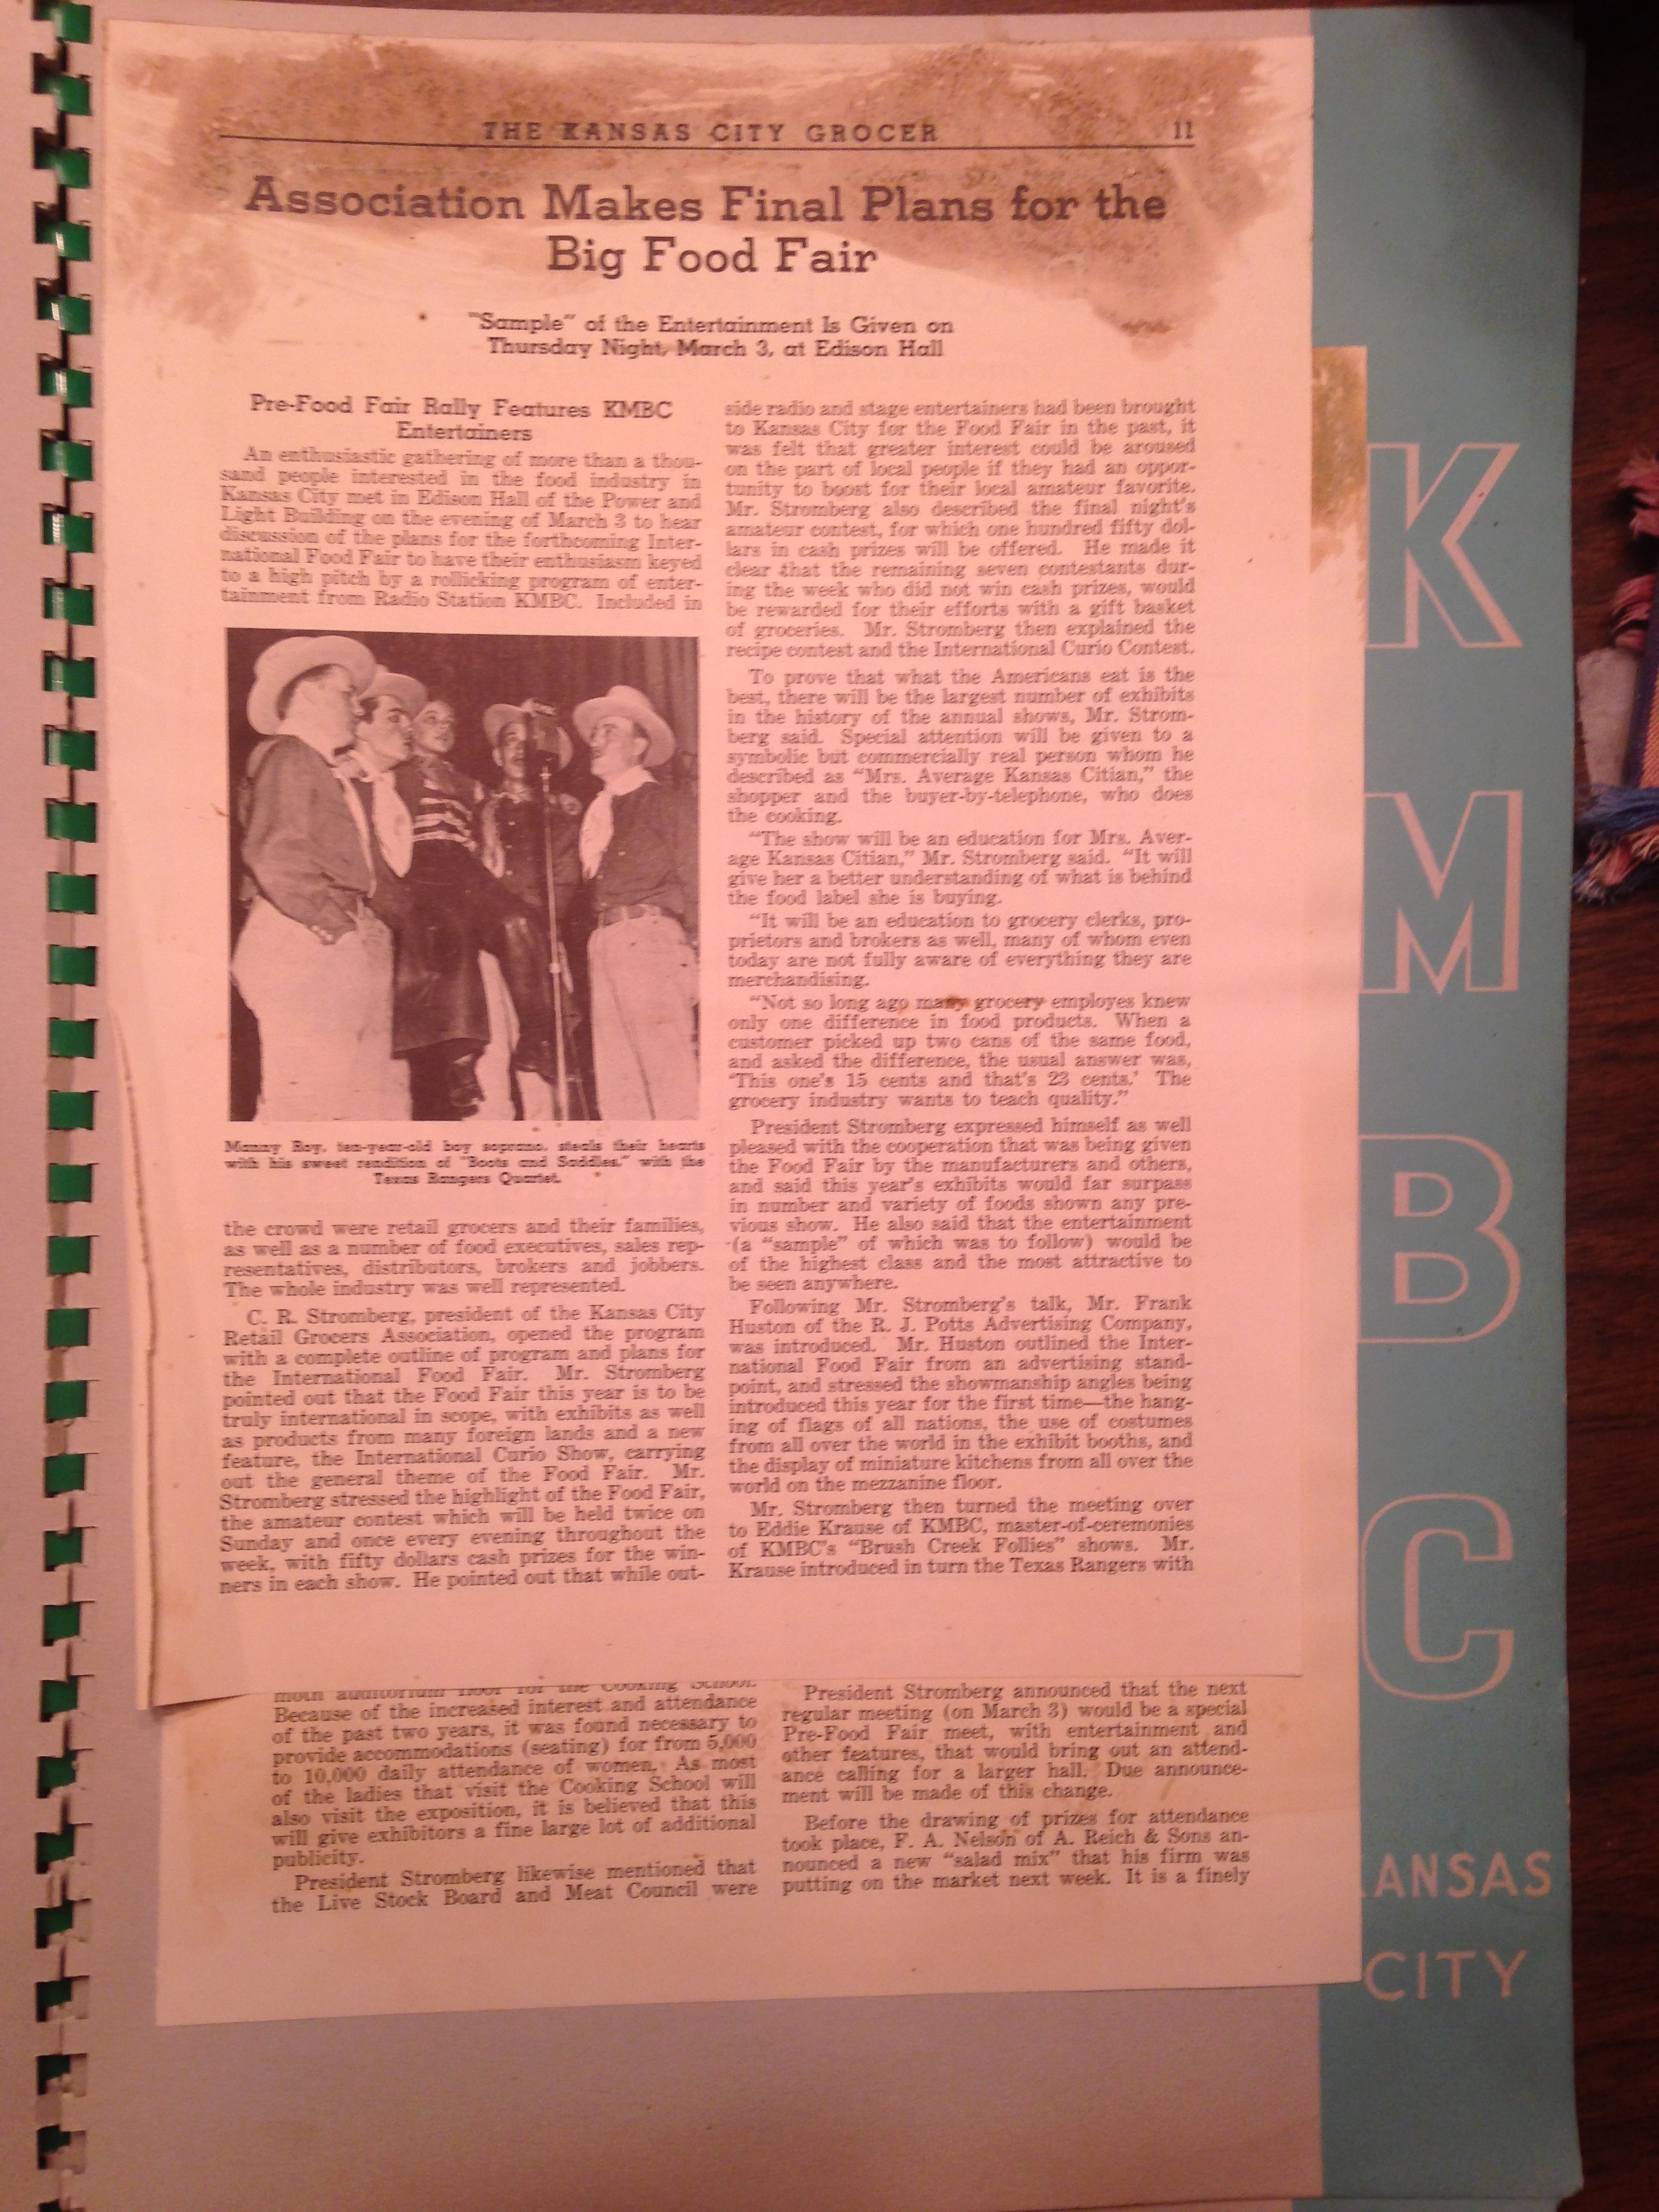 THE KANSAS CITY GROCER 11
Association Makes Final Plans for the
Big Food Fair
"Sample" of the Entertainment Is Given on
Thursday Night, March 3, at Edison Hall
Pre-Food Fair Rally Features KMBC
Entertainers
An enthusiastic gathering of more than a thou-
sand people interested in the food industry in
Kansas City met in Edison Hall of the Power and
Light Building on the evening of March 3 to hear
discussion of the plans for the forthcoming Inter-
national Food Fair to have their enthusiasm keyed
to a high pitch by a rollicking program of enter-
tainment from Radio Station KMBC. Included in
Manny Roy, ten-year-old boy soprano, steals their hearts
with his sweet rendition of "Boots and Saddles," with the
Texas Rangers Quartet.
the crowd were retail grocers and their families,
as well as a number of food executives, sales rep-
resentatives, distributors, brokers and jobbers.
The whole industry was well represented.
C. R. Stromberg, president of the Kansas City
Retail Grocers Association, opened the program
with a complete outline of program and plans for
the International Food Fair. Mr. Stromberg
pointed out that the Food Fair this year is to be
truly international in scope, with exhibits as well
as products from many foreign lands and a new
feature, the International Curio Show, carrying
out the general theme of the Food Fair. Mr.
Stromberg stressed the highlight of the Food Fair,
the amateur contest which will be held twice on
Sunday and once every evening throughout the
week, with fifty dollars cash prizes for the win-
ners in each show. He pointed out that while out-
side radio and stage entertainers had been brought
to Kansas City for the Food Fair in the past, it
was felt that greater interest could be aroused
on the part of local people if they had an oppor-
tunity to boost for their local amateur favorite.
Mr. Stromberg also described the final night's
amateur contest, for which one hundred fifty dol-
lars in cash prizes will be offered. He made it
clear that the remaining seven contestants dur-
ing the week who did not win cash prizes, would
be rewarded for their efforts with a gift basket
of groceries. Mr. Stromberg then explained the
recipe contest and the International Curio Contest.
To prove that what the Americans eat is the
best, there will be the largest number of exhibits
in the history of the annual shows, Mr. Strom-
berg said. Special attention will be given to a
symbolic but commercially real person whom he
described as "Mrs. Average Kansas Citian," the
shopper and the buyer-by-telephone, who does
the cooking.
"The show will be an education for Mrs. Aver-
age Kansas Citian," Mr. Stromberg said. "It will
give her a better understanding of what is behind
the food label she is buying.
"It will be an education to grocery clerks, pro-
prietors and brokers as well, many of whom even
today are not fully aware of everything they are
merchandising.
"Not so long ago many grocery employes knew
only one difference in food products. When a
customer picked up two cans of the same food,
and asked the difference, the usual answer was,
'This one's 15 cents and that's 23 cents.' The
grocery industry wants to teach quality."
President Stromberg expressed himself as well
pleased with the cooperation that was being given
the Food Fair by the manufacturers and others,
and said this year's exhibits would far surpass
in number and variety of foods shown any pre-
vious show. He also said that the entertainment
(a "sample" of which was to follow) would be
of the highest class and the most attractive to
be seen anywhere.
Following Mr. Stromberg's talk, Mr. Frank
Huston of the R. J. Potts Advertising Company,
was introduced. Mr. Huston outlined the Inter-
national Food Fair from an advertising stand-
point, and stressed the showmanship angles being
introduced this year for the first time—the hang-
ing of flags of all nations, the use of costumes
from all over the world in the exhibit booths, and
the display of miniature kitchens from all over the
world on the mezzanine floor.
Mr. Stromberg then turned the meeting over
to Eddie Krause of KMBC, master-of-ceremonies
of KMBC's "Brush Creek Follies" shows. Mr.
Krause introduced in turn the Texas Rangers with
moth auditorium floor for the Cooking School.
Because of the increased interest and attendance
of the past two years, it was found necessary to
provide accommodations (seating) for from 5,000
to 10,000 daily attendance of women. As most
of the ladies that visit the Cooking School will
also visit the exposition, it is believed that this
will give exhibitors a fine large lot of additional
publicity.
President Stromberg likewise mentioned that
the Live Stock Board and Meat Council were
President Stromberg announced that the next
regular meeting (on March 3) would be a special
Pre-Food Fair meet, with entertainment and
other features, that would bring out an attend-
ance calling for a larger hall. Due announce-
ment will be made of this change.
Before the drawing of prizes for attendance
took place, F. A. Nelson of A. Reich & Sons an-
nounced a new "salad mix" that his firm was
putting on the market next week. It is a finely
K
M
B
C
KANSAS
CITY